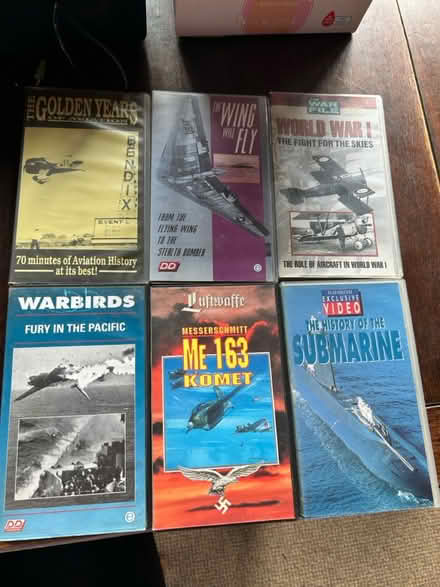 THE GOLDEN YEARS
OF AVIATION
BENDIX
70 minutes of Aviation History
at its best!
THE WING
WILL FLY
FROM THE
FLYING WING
TO THE
STEALTH BOMBER
DD
E
WAR
FILE
WORLD WAR I
THE FIGHT FOR THE SKIES
THE ROLE OF AIRCRAFT IN WORLD WAR I
WARBIRDS
FURY IN THE PACIFIC
DD
E
Luftwaffe
MESSERSCHMITT
Me 163
KOMET
EXCLUSIVE
VIDEO
THE HISTORY OF THE
SUBMARINE